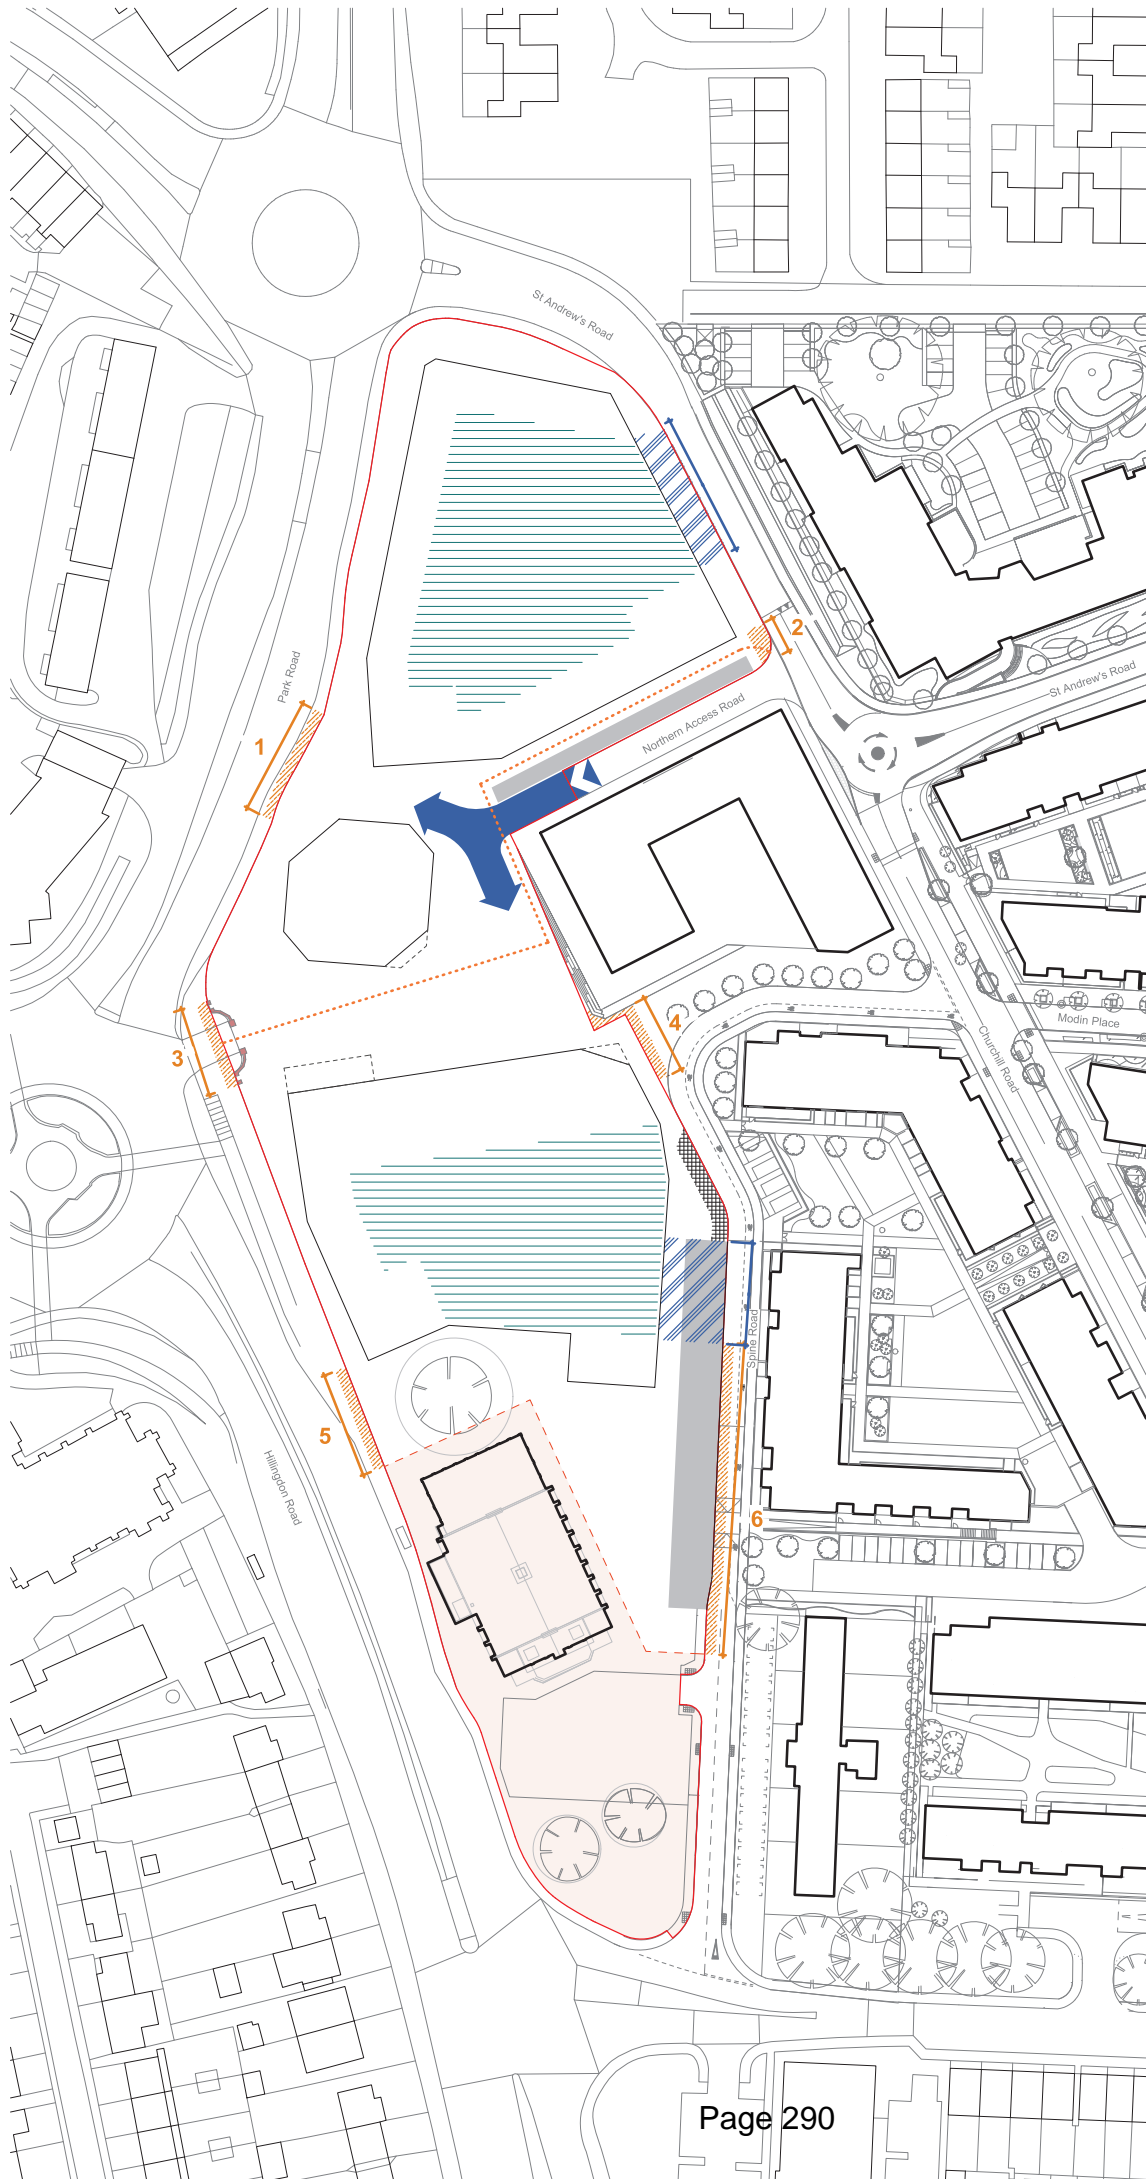 St Andrew's Road
2
Park Road
St Andrew's Road
Northern Access Road
1
4
Modin Place
3
Churchill Road
Spine Road
5
Hillingdon Road
6
Page 290